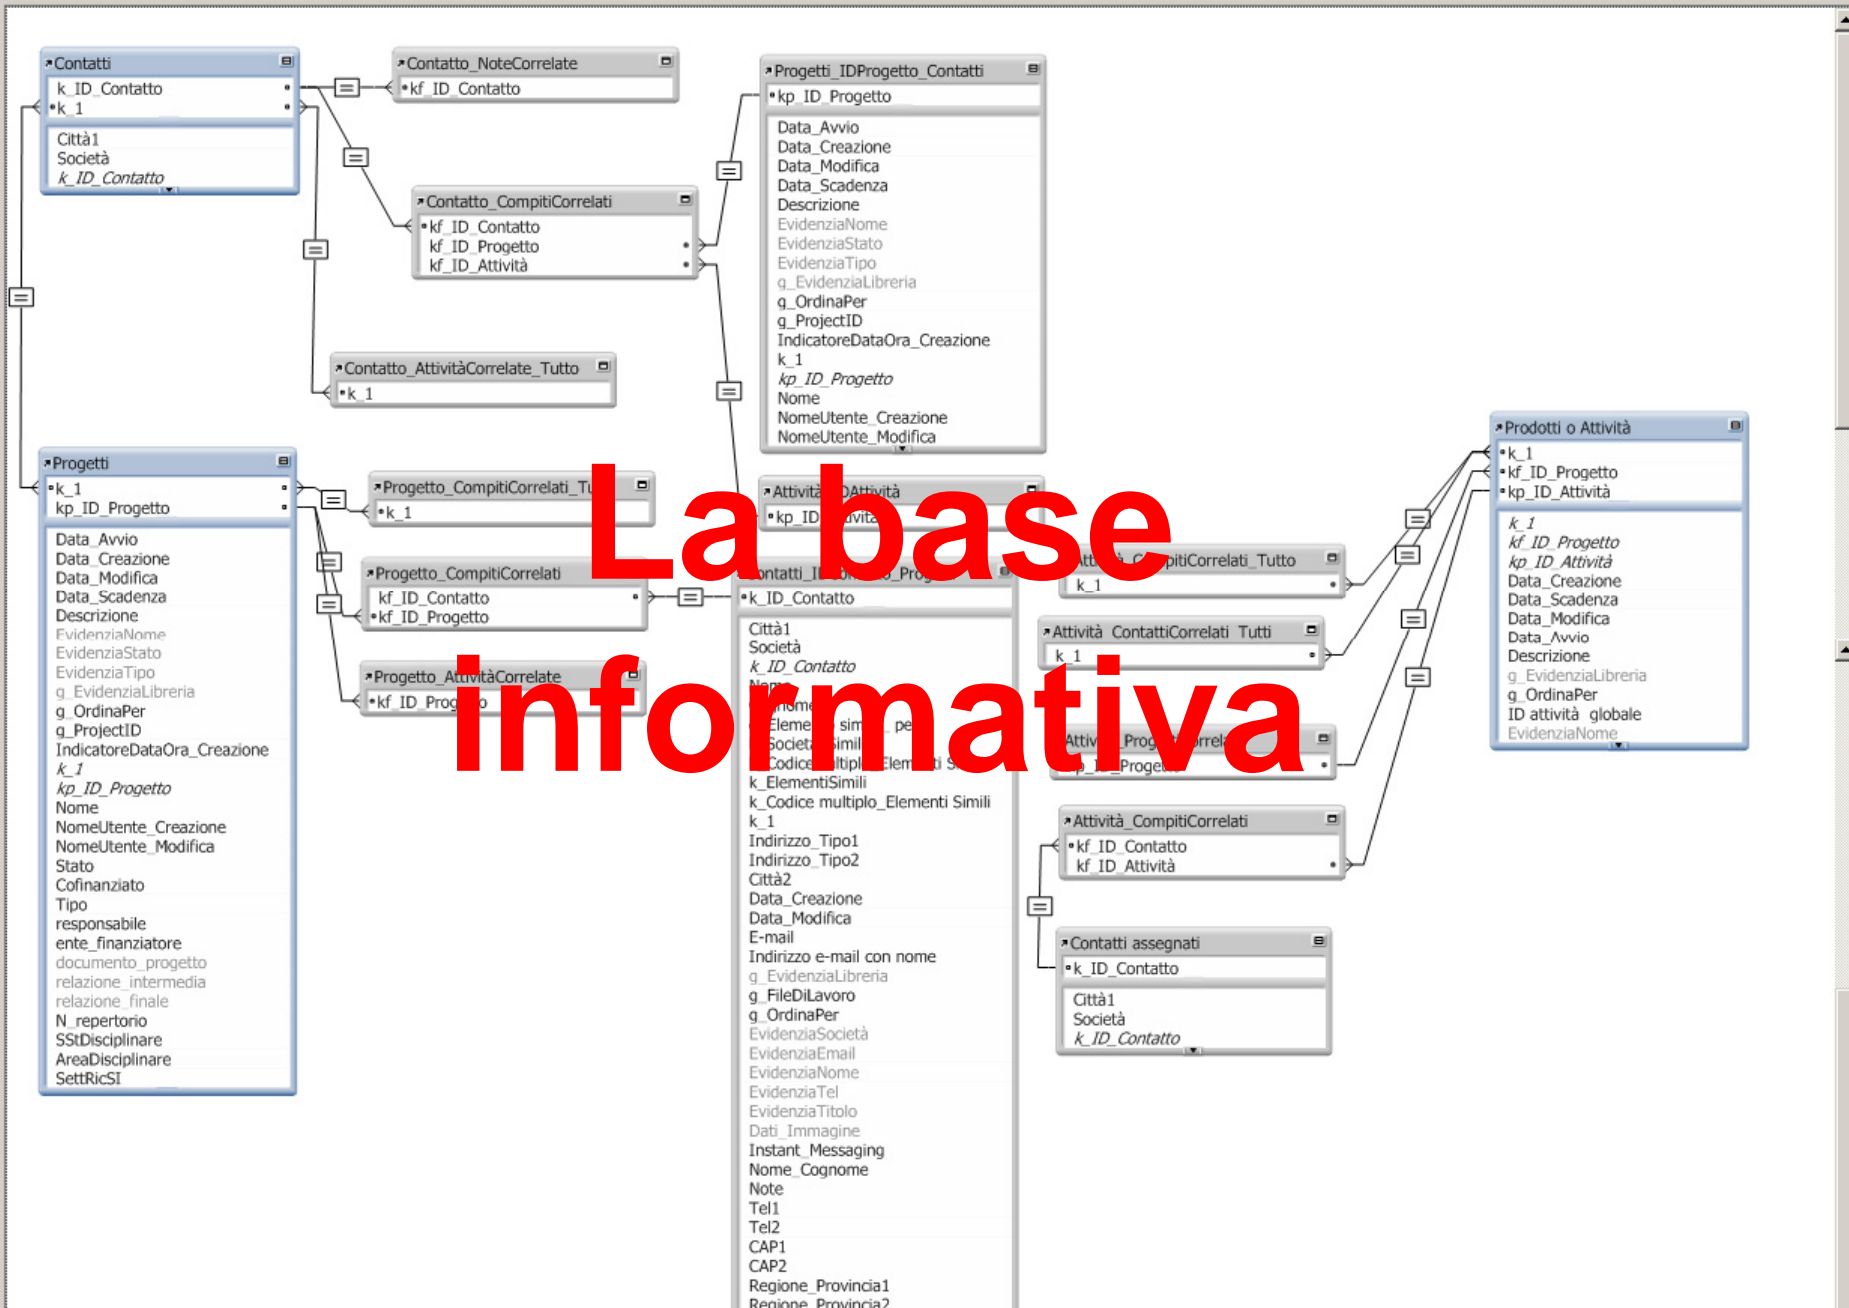 Contatti
k_ID_Contatto
k_1
Città1
Società
k_ID_Contatto
Contatto_NoteCorrelate
kf_ID_Contatto
Contatto_CompitiCorrelati
kf_ID_Contatto
kf_ID_Progetto
kf_ID_Attività
Contatto_AttivitàCorrelate_Tutto
k_1
Progetti_IDProgetto_Contatti
kp_ID_Progetto
Data_Avvio
Data_Creazione
Data_Modifica
Data_Scadenza
Descrizione
EvidenziaNome
EvidenziaStato
EvidenziaTipo
g_EvidenziaLibreria
g_OrdinaPer
g_ProjectID
IndicatoreDataOra_Creazione
k_1
kp_ID_Progetto
Nome
NomeUtente_Creazione
NomeUtente_Modifica
La base
informativa
Progetti
k_1
kp_ID_Progetto
Data_Avvio
Data_Creazione
Data_Modifica
Data_Scadenza
Descrizione
EvidenziaNome
EvidenziaStato
EvidenziaTipo
g_EvidenziaLibreria
g_OrdinaPer
g_ProjectID
IndicatoreDataOra_Creazione
k_1
kp_ID_Progetto
Nome
NomeUtente_Creazione
NomeUtente_Modifica
Stato
Cofinanziato
Tipo
responsabile
ente_finanziatore
documento_progetto
relazione_intermedia
relazione_finale
N_repertorio
SStDisciplinare
AreaDisciplinare
SettRicSI
k_1
Progetto_CompitiCorrelati
kf_ID_Contatto
kf_ID_Progetto
Progetto_AttivitàCorrelate
k_ID_Contatto
Città1
Società
k_ID_Contatto
k_ElementiSimili
k_Codice multiplo_Elementi Simili
k_1
Indirizzo_Tipo1
Indirizzo_Tipo2
Città2
Data_Creazione
Data_Modifica
E-mail
Indirizzo e-mail con nome
g_EvidenziaLibreria
g_FileDiLavoro
g_OrdinaPer
EvidenziaSocietà
EvidenziaEmail
EvidenziaNome
EvidenziaTel
EvidenziaTitolo
Dati_Immagine
Instant_Messaging
Nome_Cognome
Note
Tel1
Tel2
CAP1
CAP2
Regione_Provincia1
Regione_Provincia2
k_1
Attività_ContattiCorrelati_Tutti
k_1
Attività_CompitiCorrelati
kf_ID_Contatto
kf_ID_Attività
Contatti assegnati
k_ID_Contatto
Città1
Società
k_ID_Contatto
Prodotti o Attività
k_1
kf_ID_Progetto
kp_ID_Attività
k_1
kf_ID_Progetto
kp_ID_Attività
Data_Creazione
Data_Scadenza
Data_Modifica
Data_Avvio
Descrizione
g_EvidenziaLibreria
g_OrdinaPer
ID attività globale
EvidenziaNome